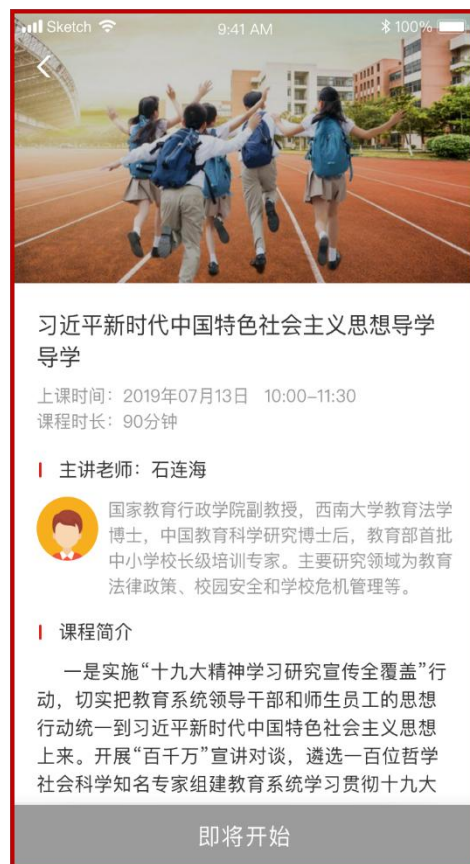 Sketch 9:41 AM 100%
习近平新时代中国特色社会主义思想导学
导学
上课时间：2019年07月13日 10:00–11:30
课程时长：90分钟
主讲老师：石连海
国家教育行政学院副教授，西南大学教育法学
博士，中国教育科学研究博士后，教育部首批
中小学校长级培训专家。主要研究领域为教育
法律政策、校园安全和学校危机管理等。
课程简介
一是实施“十九大精神学习研究宣传全覆盖”行
动，切实把教育系统领导干部和师生员工的思想
行动统一到习近平新时代中国特色社会主义思想
上来。开展“百千万”宣讲对谈，遴选一百位哲学
社会科学知名专家组建教育系统学习贯彻十九大
即将开始